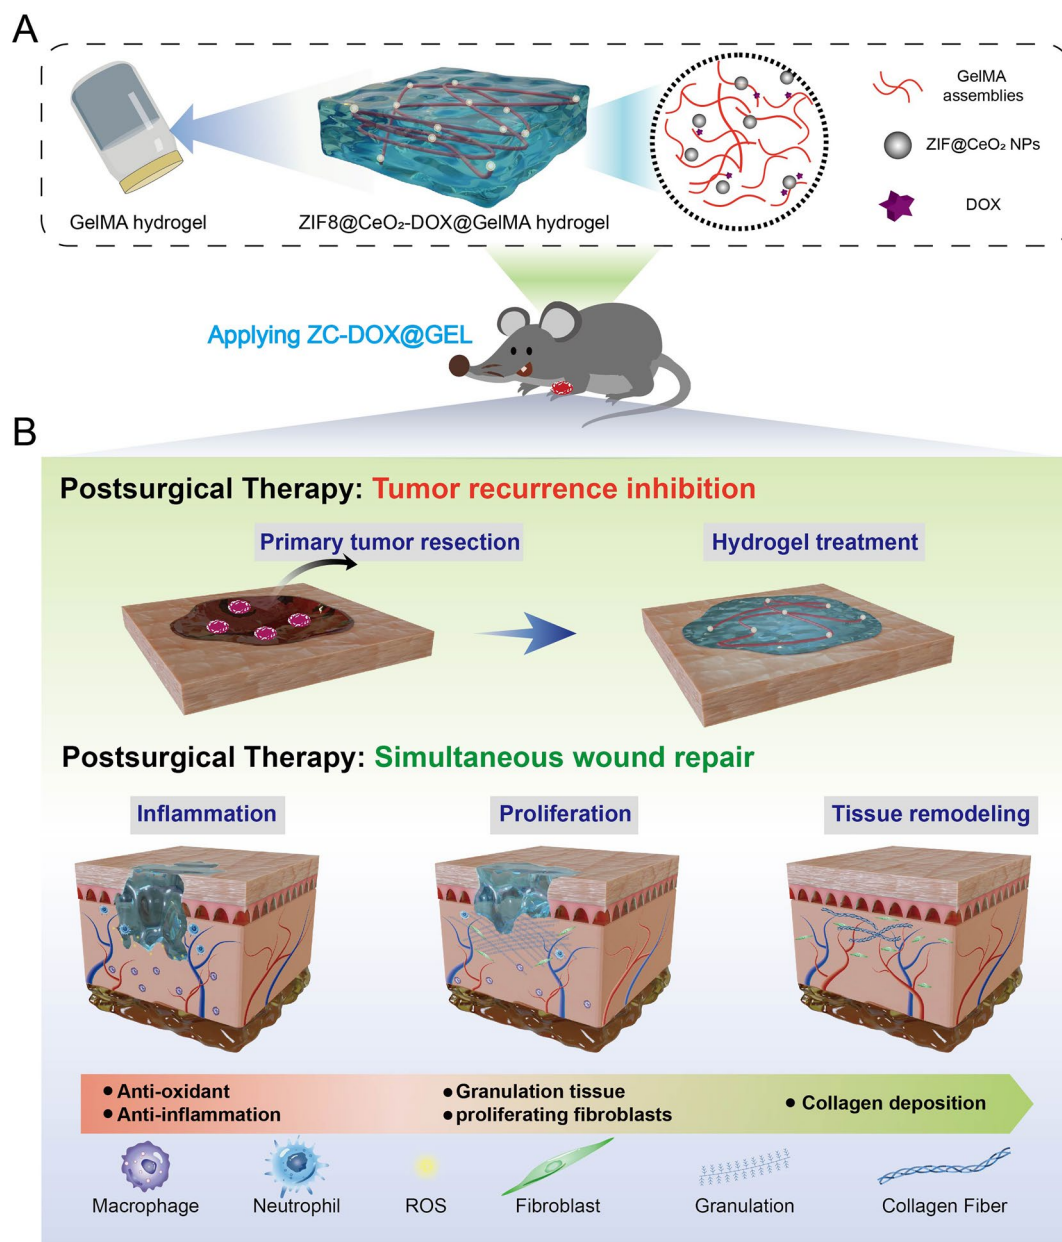 A
GelMA
assemblies
ZIF@CeO₂ NPs
DOX
GelMA hydrogel
ZIF8@CeO₂-DOX@GelMA hydrogel
Applying ZC-DOX@GEL
B
Postsurgical Therapy: Tumor recurrence inhibition
Primary tumor resection
Hydrogel treatment
Postsurgical Therapy: Simultaneous wound repair
Inflammation
Proliferation
Tissue remodeling
● Anti-oxidant
● Anti-inflammation
● Granulation tissue
● proliferating fibroblasts
● Collagen deposition
Macrophage
Neutrophil
ROS
Fibroblast
Granulation
Collagen Fiber